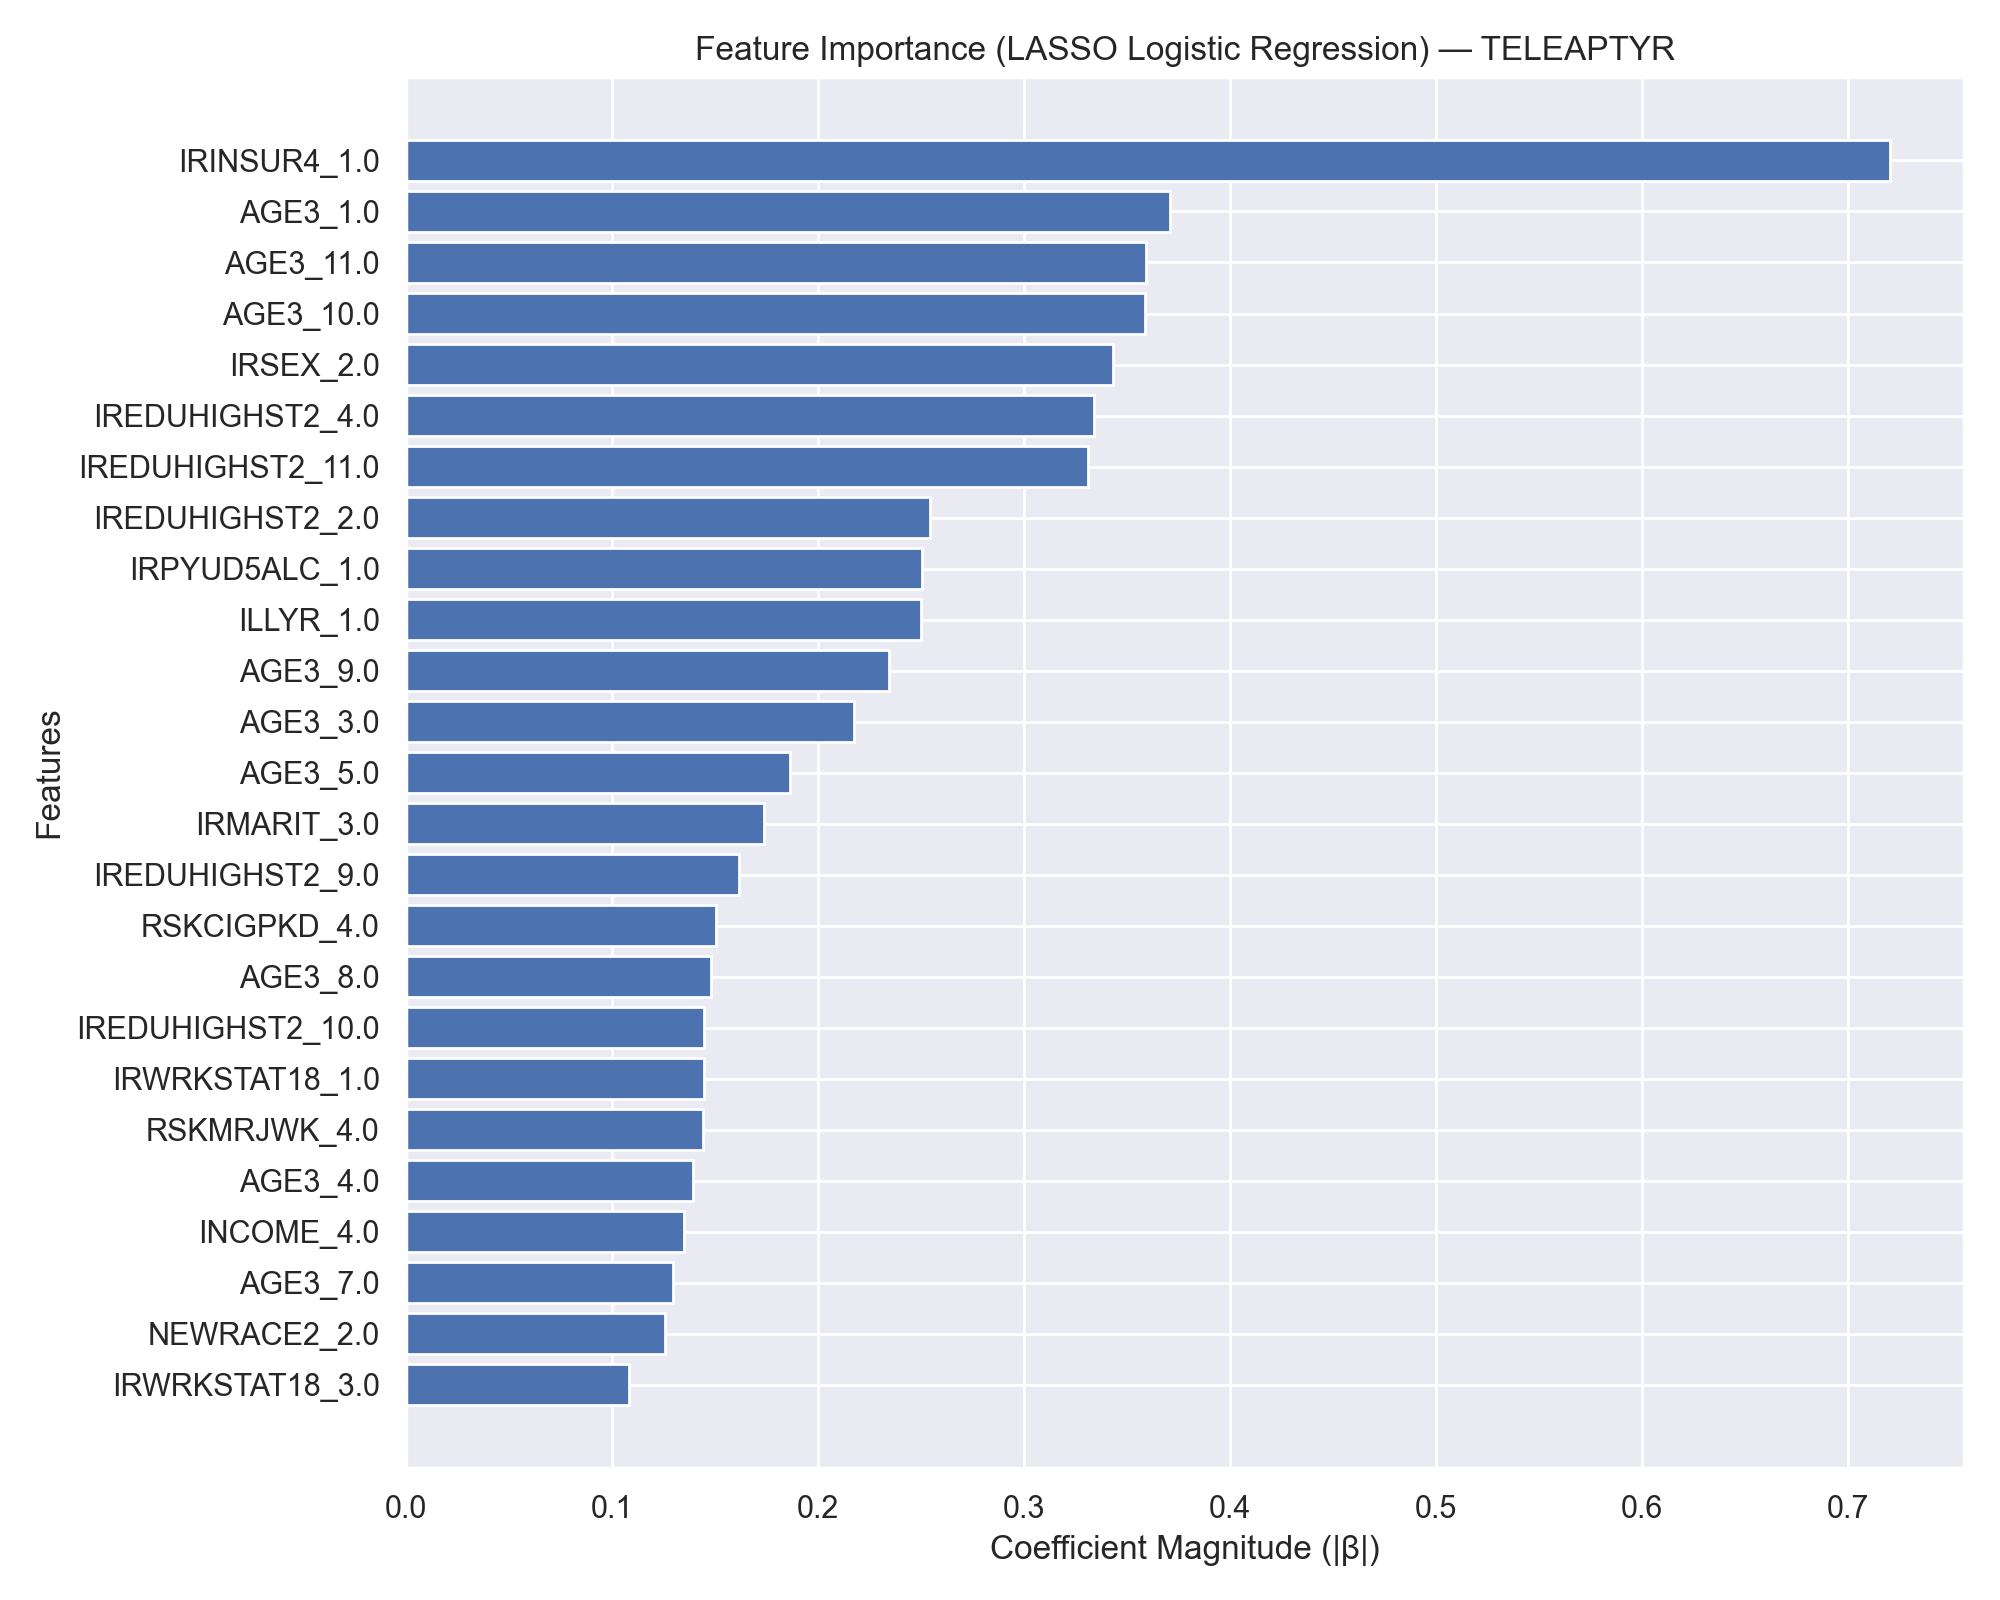 Feature Importance (LASSO Logistic Regression) — TELEAPTYR
IRINSUR4_1.0
AGE3_1.0
AGE3_11.0
AGE3_10.0
IRSEX_2.0
IREDUHIGHST2_4.0
IREDUHIGHST2_11.0
IREDUHIGHST2_2.0
IRPYUD5ALC_1.0
ILLYR_1.0
AGE3_9.0
AGE3_3.0
AGE3_5.0
IRMARIT_3.0
IREDUHIGHST2_9.0
RSKCIGPKD_4.0
AGE3_8.0
IREDUHIGHST2_10.0
IRWRKSTAT18_1.0
RSKMRJWK_4.0
AGE3_4.0
INCOME_4.0
AGE3_7.0
NEWRACE2_2.0
IRWRKSTAT18_3.0
Features
0.0 0.1 0.2 0.3 0.4 0.5 0.6 0.7
Coefficient Magnitude (|β|)